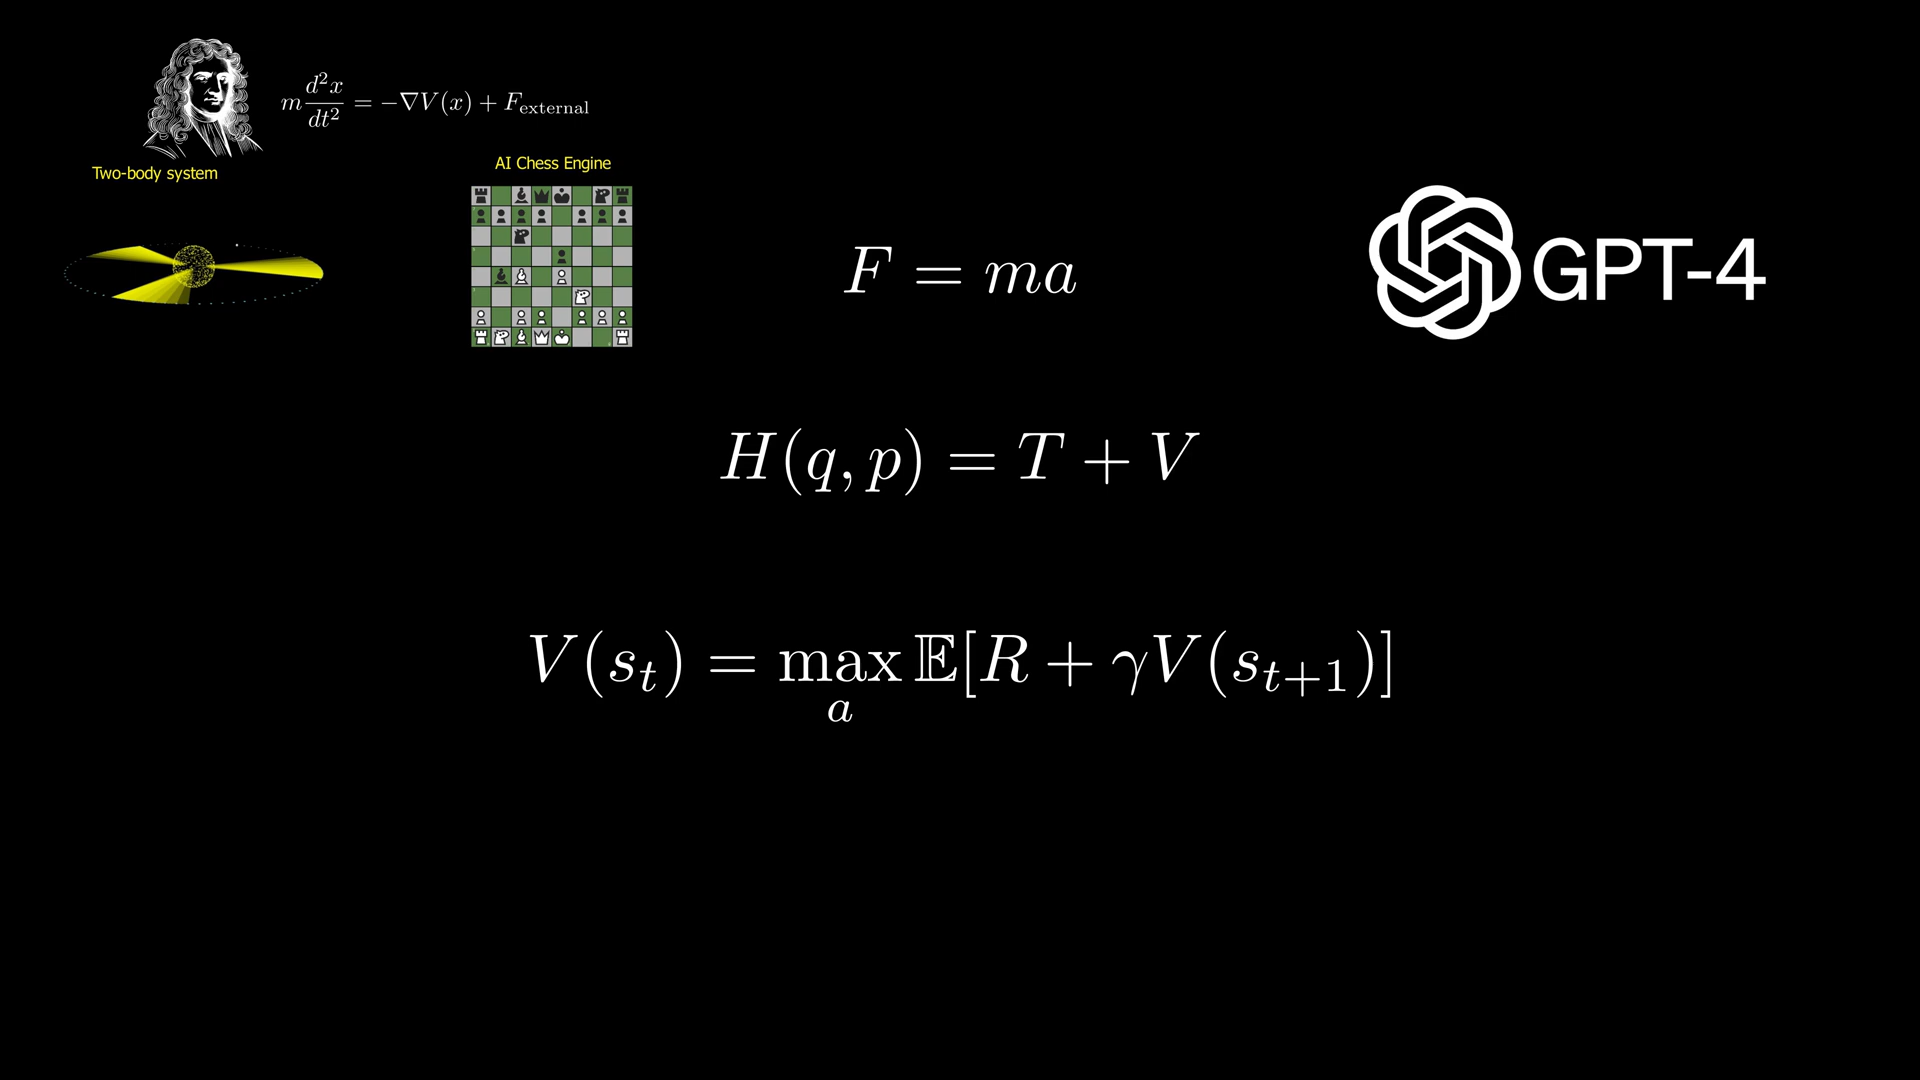 m d²x/dt² = −∇V(x) + F_external
Two-body system
AI Chess Engine
F = ma
GPT-4
H(q, p) = T + V
V(s_t) = max_a 𝔼[R + γV(s_{t+1})]